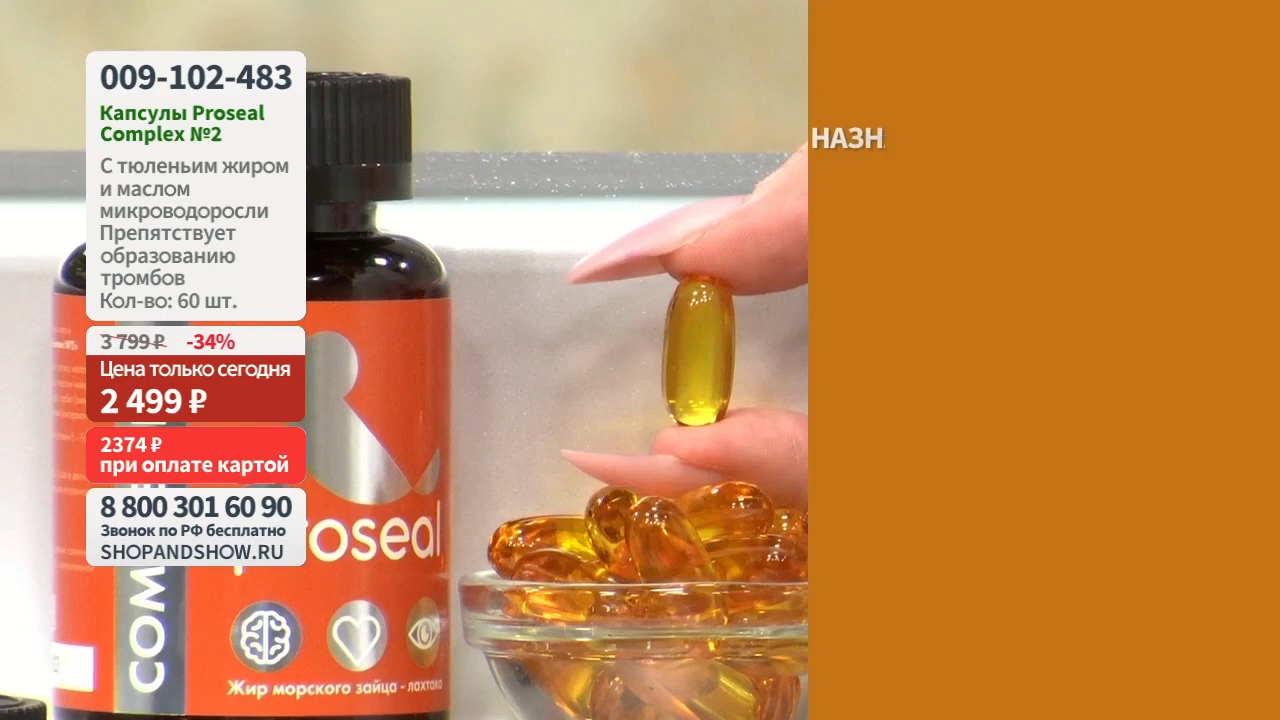 009-102-483
Капсулы Proseal
Complex №2
С тюленьим жиром
и маслом
микроводоросли
Препятствует
образованию
тромбов
Кол-во: 60 шт.
3 799 ₽ -34%
Цена только сегодня
2 499 ₽
2374 ₽
при оплате картой
8 800 301 60 90
Звонок по РФ бесплатно
SHOPANDSHOW.RU
НАЗН
COM
roseal
Жир морского зайца - лахтака